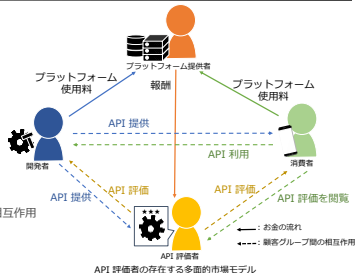 プラットフォーム提供者
プラットフォーム
使用料
報酬
プラットフォーム
使用料
API 提供
API 利用
開発者
消費者
API 提供
API 評価
API 評価
API 評価を閲覧
相互作用
★★★
API 評価者
：お金の流れ
：顧客グループ間の相互作用
API 評価者の存在する多面的市場モデル